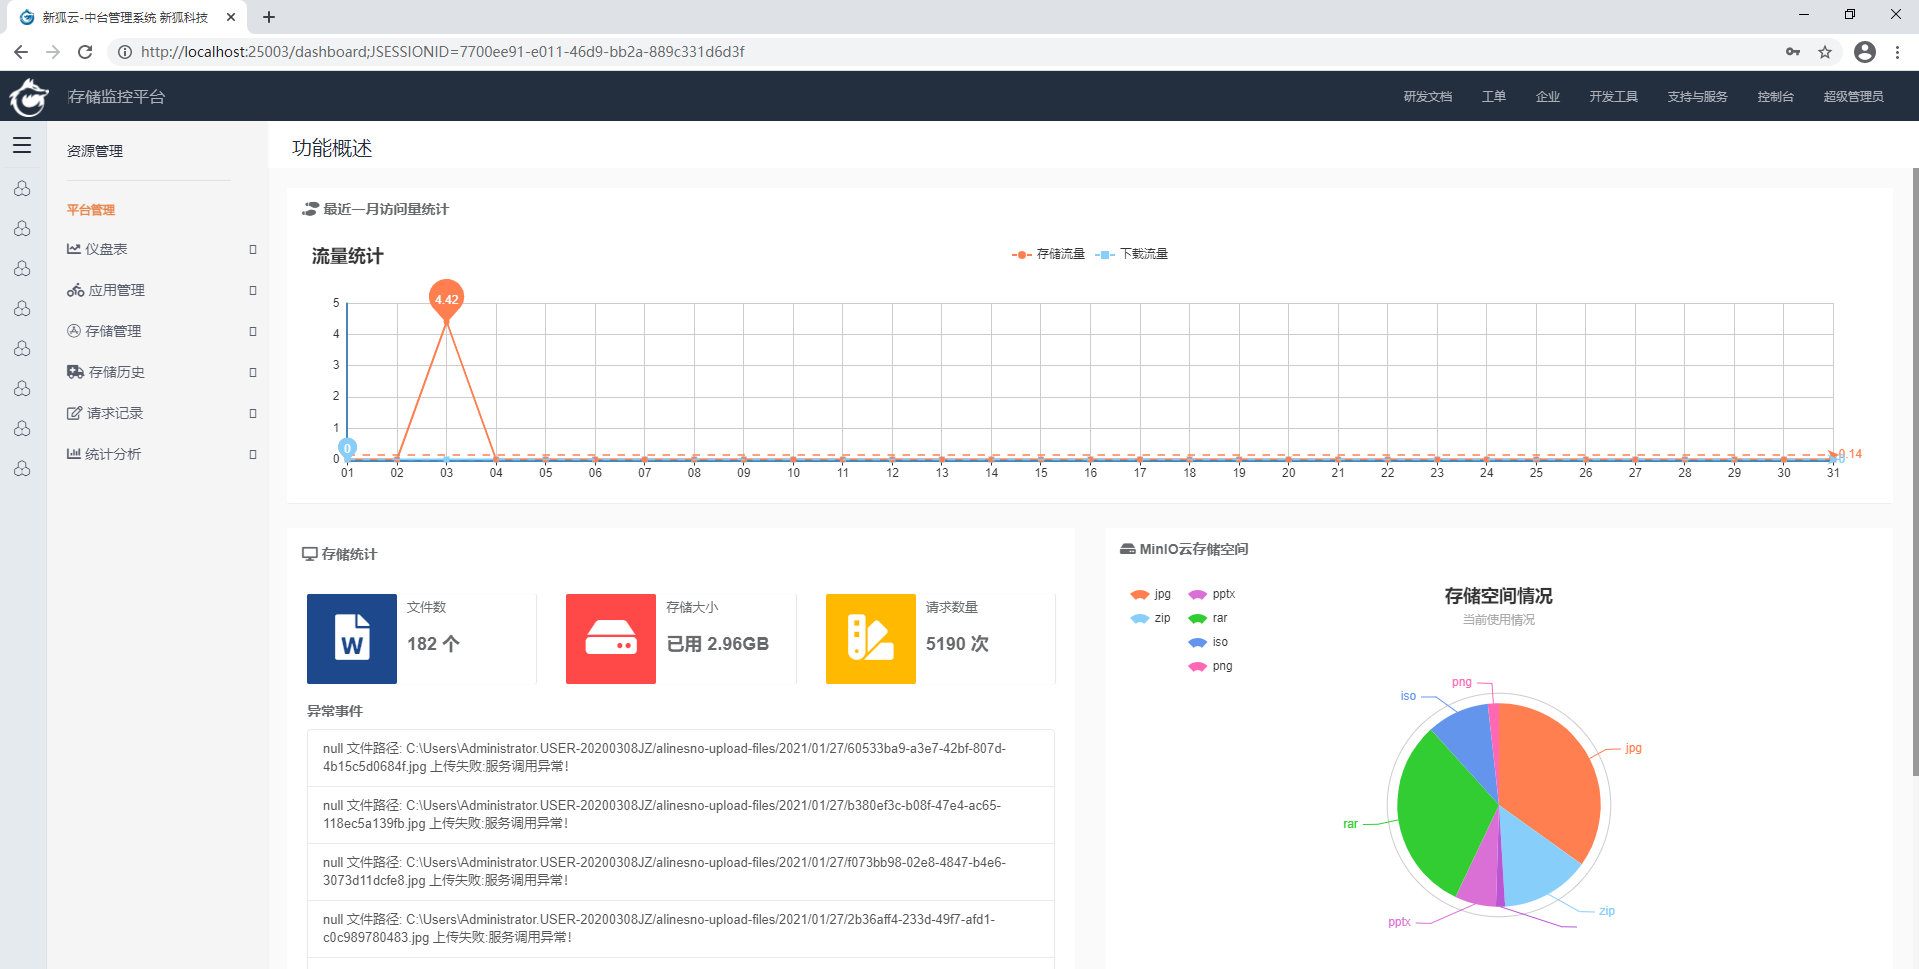 新狐云-中台管理系统 新狐科技
http://localhost:25003/dashboard;JSESSIONID=7700ee91-e011-46d9-bb2a-889c331d6d3f
存储监控平台
研发文档 工单 企业 开发工具 支持与服务 控制台 超级管理员
资源管理
平台管理
仪盘表
应用管理
存储管理
存储历史
请求记录
统计分析
功能概述
最近一月访问量统计
流量统计
存储流量 下载流量
4.42
5
4
3
2
1
0
0
0.14
0
01 02 03 04 05 06 07 08 09 10 11 12 13 14 15 16 17 18 19 20 21 22 23 24 25 26 27 28 29 30 31
存储统计
文件数
182 个
存储大小
已用 2.96GB
请求数量
5190 次
异常事件
null 文件路径: C:\Users\Administrator.USER-20200308JZ/alinesno-upload-files/2021/01/27/60533ba9-a3e7-42bf-807d-
4b15c5d0684f.jpg 上传失败:服务调用异常!
null 文件路径: C:\Users\Administrator.USER-20200308JZ/alinesno-upload-files/2021/01/27/b380ef3c-b08f-47e4-ac65-
118ec5a139fb.jpg 上传失败:服务调用异常!
null 文件路径: C:\Users\Administrator.USER-20200308JZ/alinesno-upload-files/2021/01/27/f073bb98-02e8-4847-b4e6-
3073d11dcfe8.jpg 上传失败:服务调用异常!
null 文件路径: C:\Users\Administrator.USER-20200308JZ/alinesno-upload-files/2021/01/27/2b36aff4-233d-49f7-afd1-
c0c989780483.jpg 上传失败:服务调用异常!
MinIO云存储空间
jpg pptx
zip rar
iso
png
存储空间情况
当前使用情况
png
iso
jpg
rar
zip
pptx